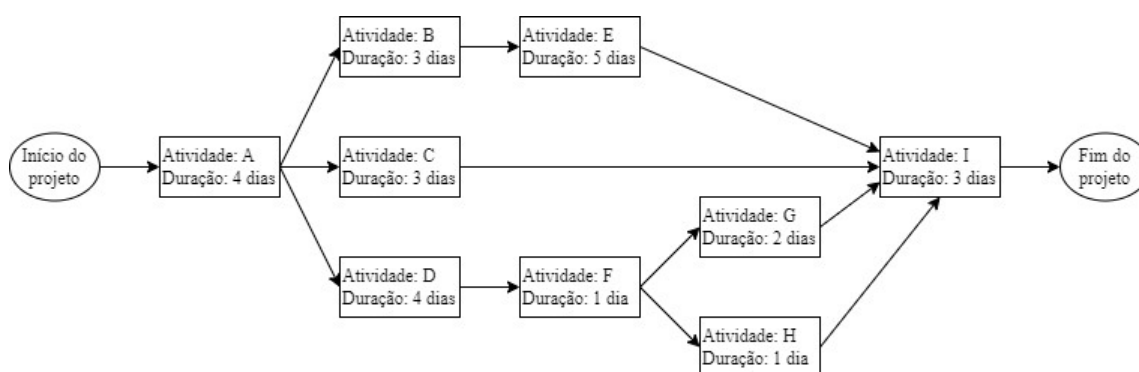 Atividade: B
Duração: 3 dias
Atividade: E
Duração: 5 dias
Início do
projeto
Atividade: A
Duração: 4 dias
Atividade: C
Duração: 3 dias
Atividade: I
Duração: 3 dias
Fim do
projeto
Atividade: G
Duração: 2 dias
Atividade: D
Duração: 4 dias
Atividade: F
Duração: 1 dia
Atividade: H
Duração: 1 dia